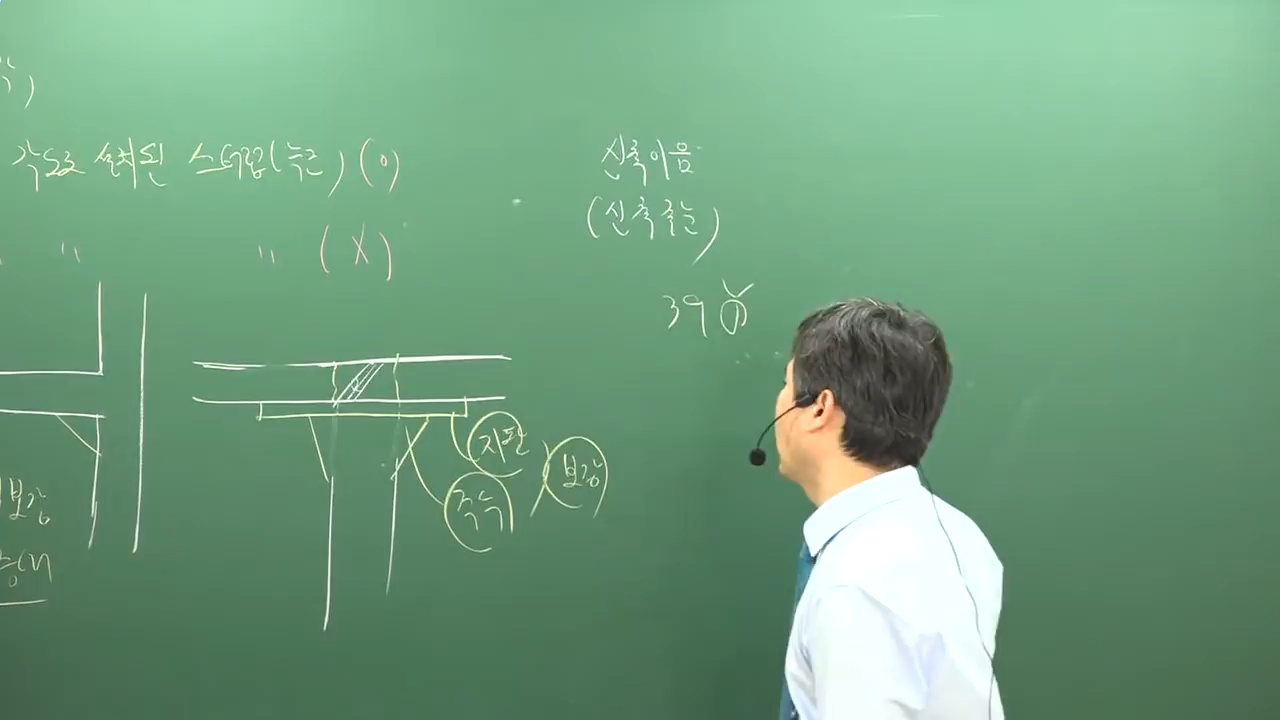 각도로 설치된 스터럽(늑근) (O)
〃 〃 (X)
신축이음
(신축줄눈)
39 ①
지판
주두
보강
보강